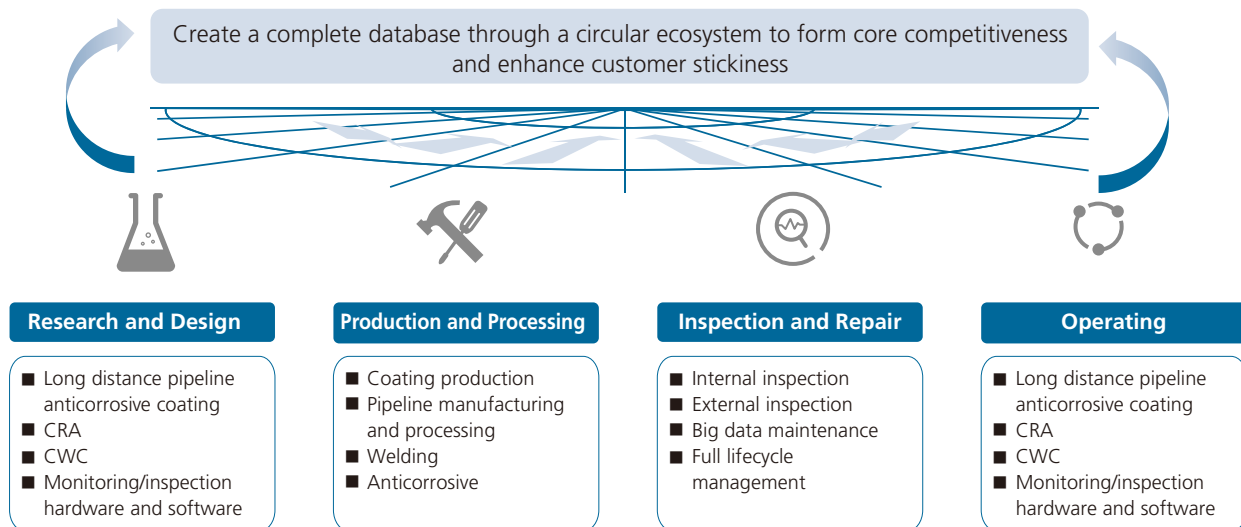 Create a complete database through a circular ecosystem to form core competitiveness
and enhance customer stickiness
Research and Design
■ Long distance pipeline
anticorrosive coating
■ CRA
■ CWC
■ Monitoring/inspection
hardware and software
Production and Processing
■ Coating production
■ Pipeline manufacturing
and processing
■ Welding
■ Anticorrosive
Inspection and Repair
■ Internal inspection
■ External inspection
■ Big data maintenance
■ Full lifecycle
management
Operating
■ Long distance pipeline
anticorrosive coating
■ CRA
■ CWC
■ Monitoring/inspection
hardware and software